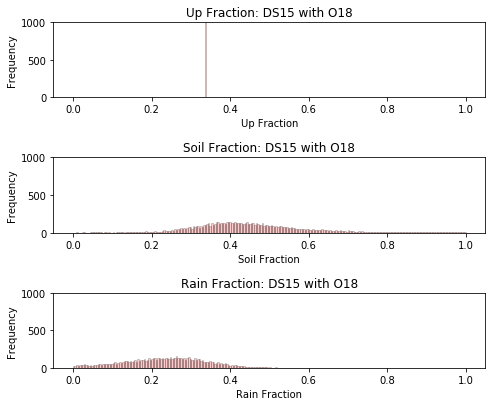 Up Fraction: DS15 with O18
1000
500
0
Frequency
0.0 0.2 0.4 0.6 0.8 1.0
Up Fraction
Soil Fraction: DS15 with O18
1000
500
0
Frequency
0.0 0.2 0.4 0.6 0.8 1.0
Soil Fraction
Rain Fraction: DS15 with O18
1000
500
0
Frequency
0.0 0.2 0.4 0.6 0.8 1.0
Rain Fraction